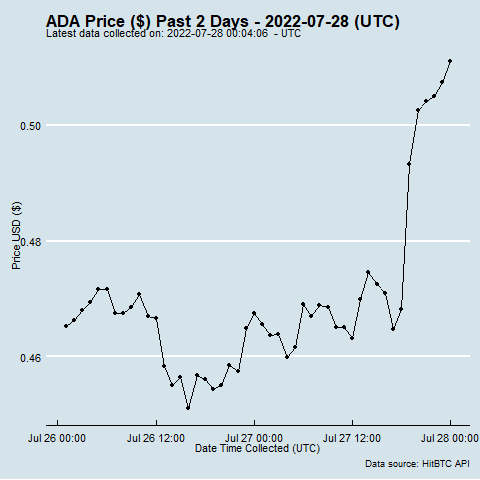 ADA Price ($) Past 2 Days - 2022-07-28 (UTC)
Latest data collected on: 2022-07-28 00:04:06  - UTC
Price USD ($)
0.50
0.48
0.46
Jul 26 00:00 Jul 26 12:00 Jul 27 00:00 Jul 27 12:00 Jul 28 00:00
Date Time Collected (UTC)
Data source: HitBTC API